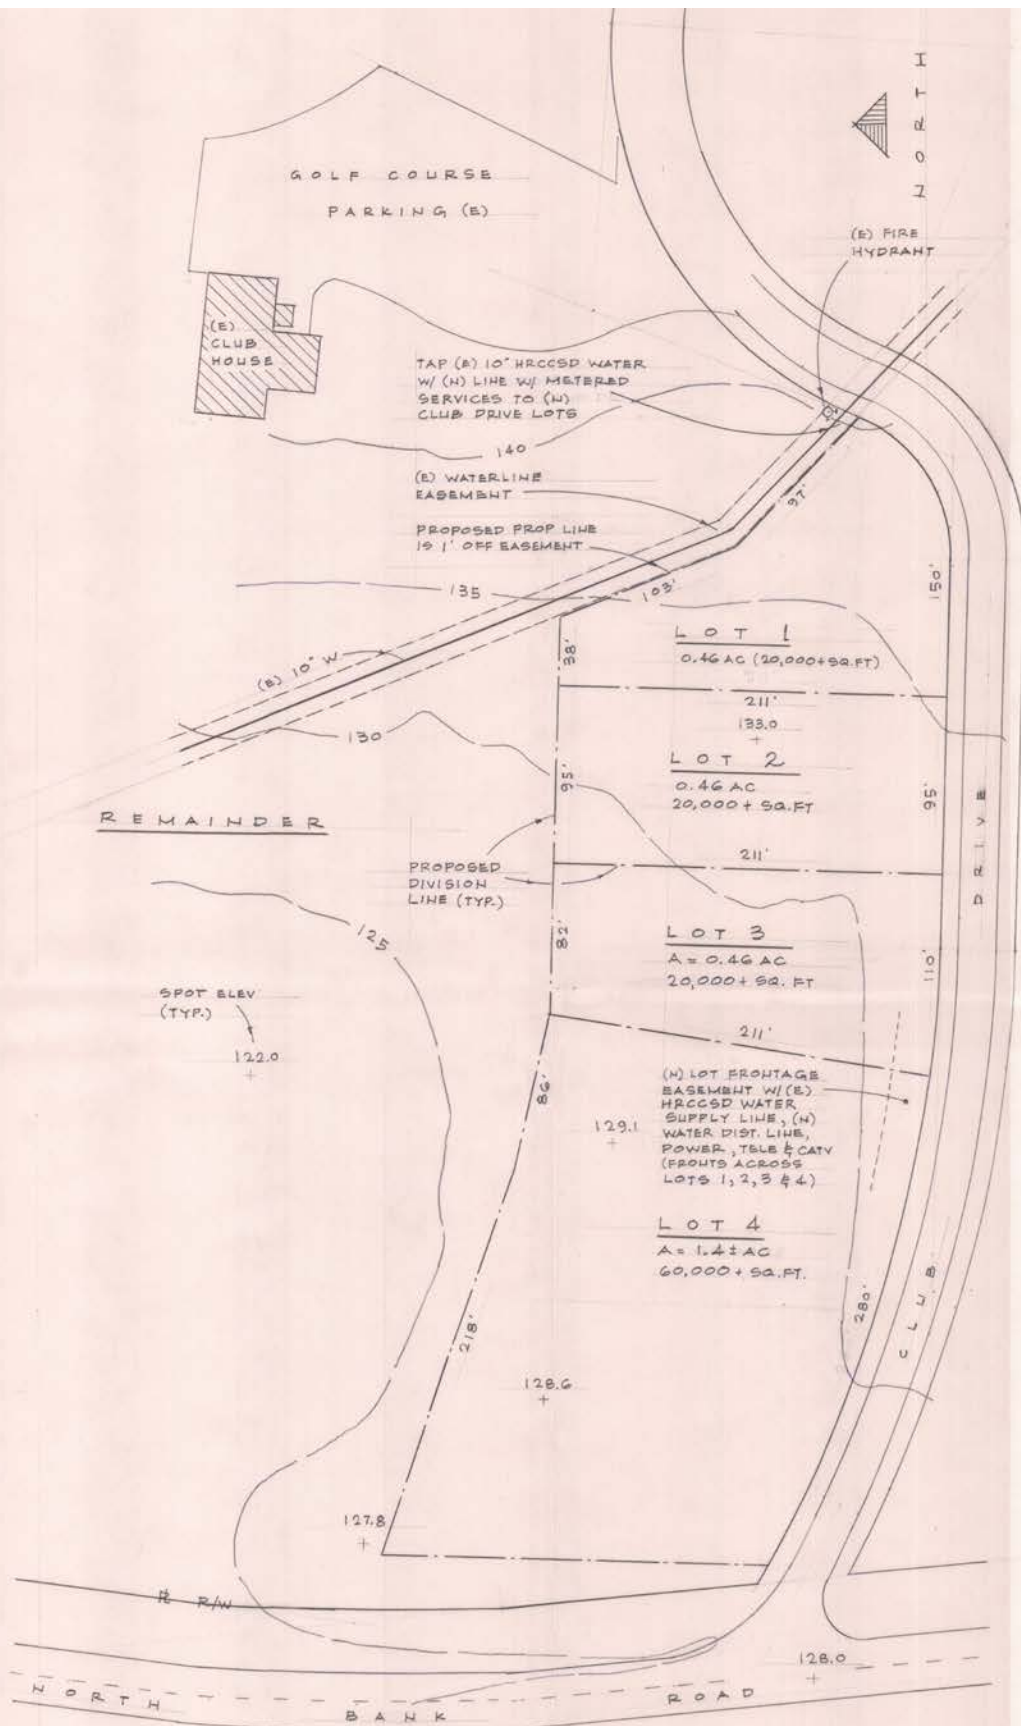 NORTH
GOLF COURSE
PARKING (E)
(E) FIRE
HYDRANT
(E)
CLUB
HOUSE
TAP (E) 10" HRCCSD WATER
W/ (N) LINE W/ METERED
SERVICES TO (N)
CLUB DRIVE LOTS
140
(E) WATERLINE
EASEMENT
97'
PROPOSED PROP LINE
IS 1' OFF EASEMENT
135
103'
150'
LOT 1
0.46 AC (20,000+SQ.FT)
38'
(E) 10" W
211'
133.0
130
LOT 2
0.46 AC
20,000+ SQ.FT
95'
95'
REMAINDER
DRIVE
211'
PROPOSED
DIVISION
LINE (TYP.)
125
82'
LOT 3
A = 0.46 AC
20,000+ SQ. FT
110'
SPOT ELEV
(TYP.)
122.0
211'
86'
(N) LOT FRONTAGE
EASEMENT W/ (E)
HRCCSD WATER
SUPPLY LINE, (N)
WATER DIST. LINE,
POWER, TELE & CATV
(FRONTS ACROSS
LOTS 1, 2, 3 & 4)
129.1
LOT 4
A = 1.4± AC
60,000+ SQ.FT.
280'
CLUB
218'
128.6
127.8
R/W
128.0
NORTH BANK ROAD